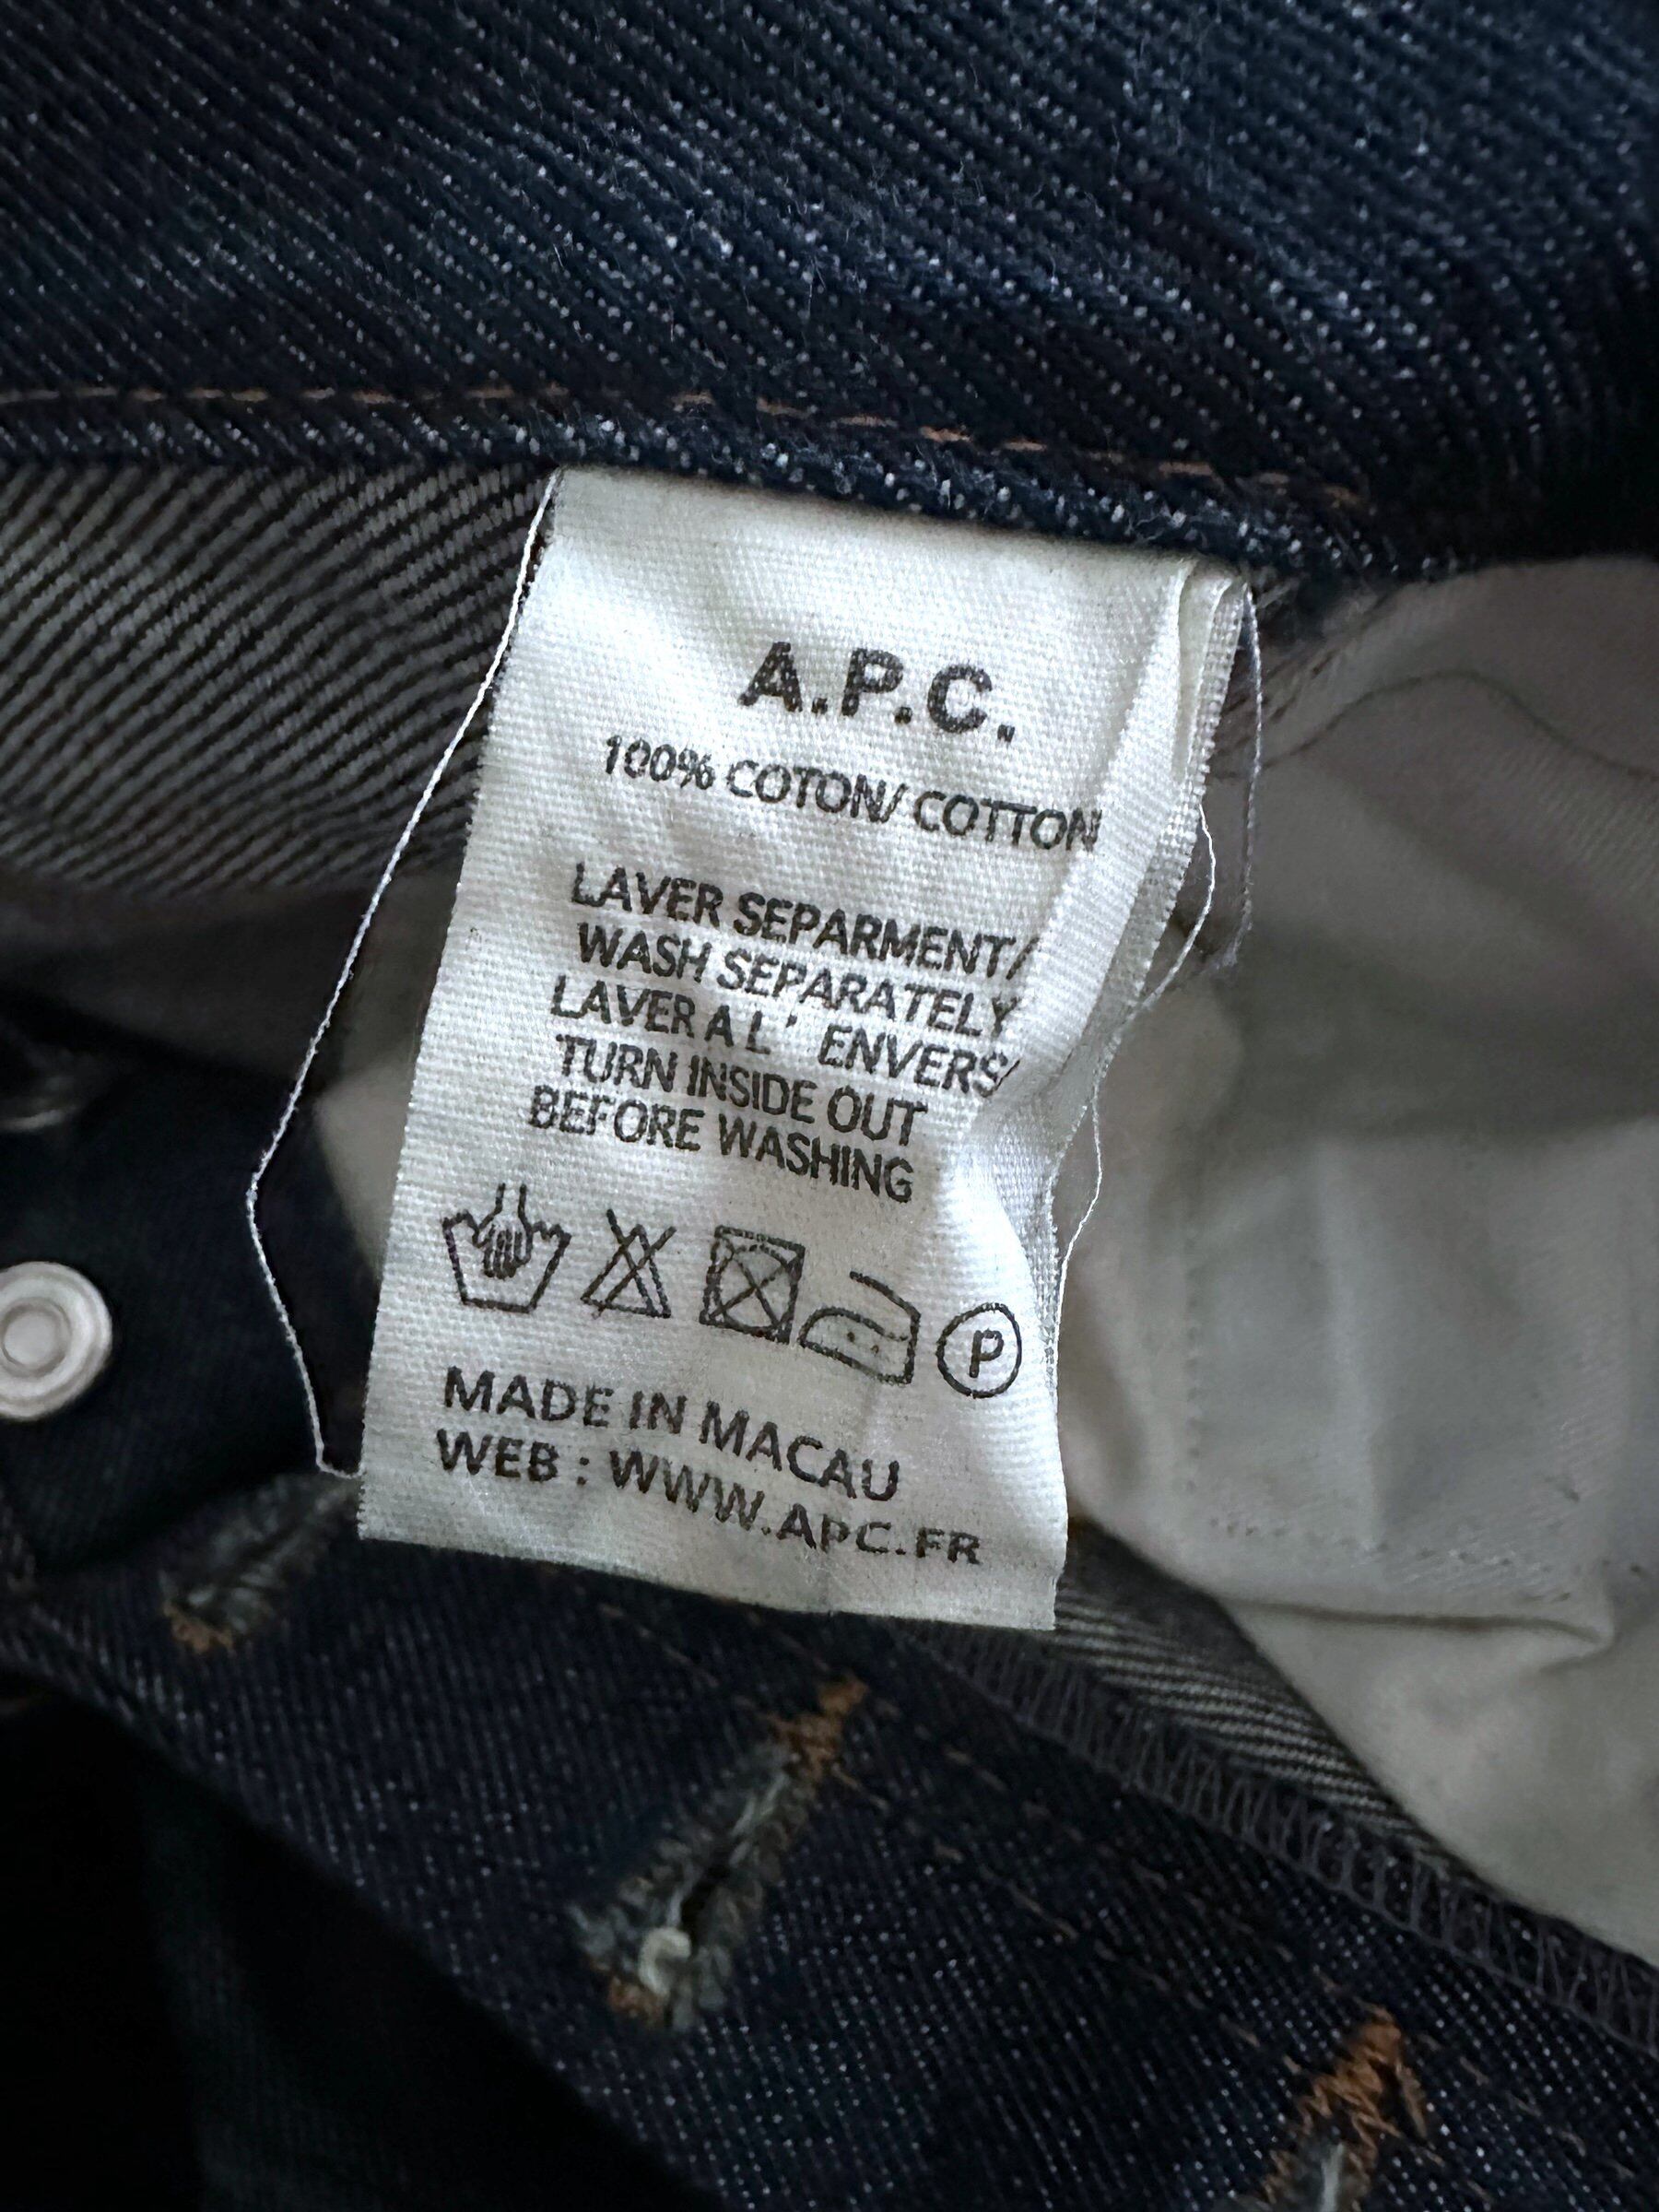 A.P.C.
100% COTON/ COTTON
LAVER SEPARMENT/
WASH SEPARATELY
LAVER A L' ENVERS/
TURN INSIDE OUT
BEFORE WASHING
P
MADE IN MACAU
WEB : WWW.APC.FR